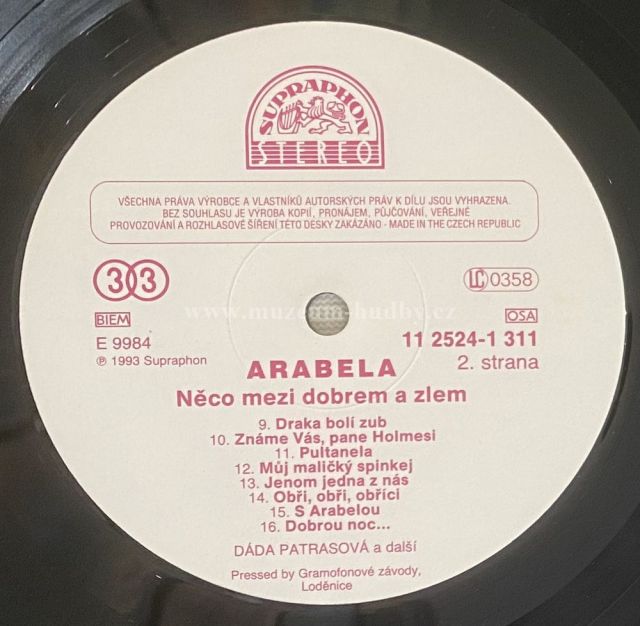 SUPRAPHON
STEREO
VŠECHNA PRÁVA VÝROBCE A VLASTNÍKŮ AUTORSKÝCH PRÁV K DÍLU JSOU VYHRAZENA.
BEZ SOUHLASU JE VYROBA KOPIÍ, PRONÁJEM, PŮJČOVÁNÍ, VEŘEJNÉ
PROVOZOVÁNÍ A ROZHLASOVÉ ŠÍŘENÍ TÉTO DESKY ZAKÁZÁNO - MADE IN THE CZECH REPUBLIC
33
LC 0358
www.muzeum-hudby.cz
BIEM
OSA
E 9984
11 2524-1 311
℗ 1993 Supraphon
2. strana
ARABELA
Něco mezi dobrem a zlem
9. Draka bolí zub
10. Známe Vás, pane Holmesi
11. Pultanela
12. Můj maličký spinkej
13. Jenom jedna z nás
14. Obři, obři, obříci
15. S Arabelou
16. Dobrou noc...
DÁDA PATRASOVÁ a další
Pressed by Gramofonové závody,
Loděnice